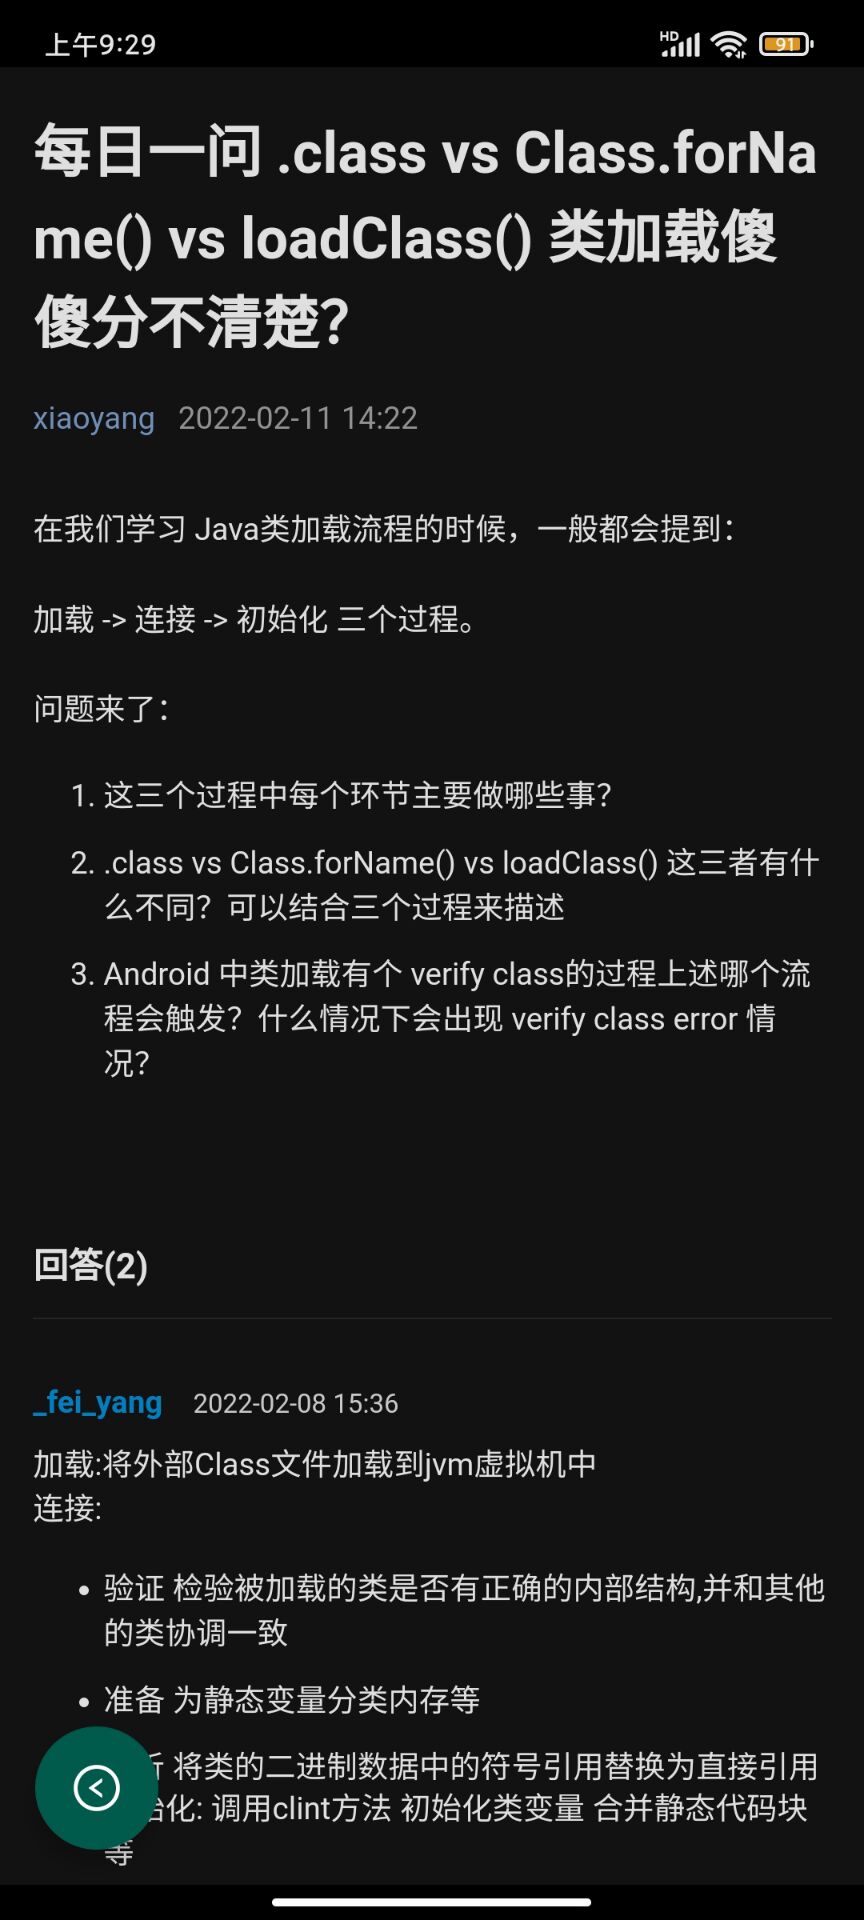 上午9:29
HD
91
每日一问 .class vs Class.forNa
me() vs loadClass() 类加载傻
傻分不清楚？
xiaoyang 2022-02-11 14:22
在我们学习 Java类加载流程的时候，一般都会提到：
加载 -> 连接 -> 初始化 三个过程。
问题来了：
1. 这三个过程中每个环节主要做哪些事？
2. .class vs Class.forName() vs loadClass() 这三者有什
么不同？可以结合三个过程来描述
3. Android 中类加载有个 verify class的过程上述哪个流
程会触发？什么情况下会出现 verify class error 情
况？
回答(2)
_fei_yang 2022-02-08 15:36
加载:将外部Class文件加载到jvm虚拟机中
连接:
• 验证 检验被加载的类是否有正确的内部结构,并和其他
的类协调一致
• 准备 为静态变量分类内存等
将类的二进制数据中的符号引用替换为直接引用
化: 调用clint方法 初始化类变量 合并静态代码块
等